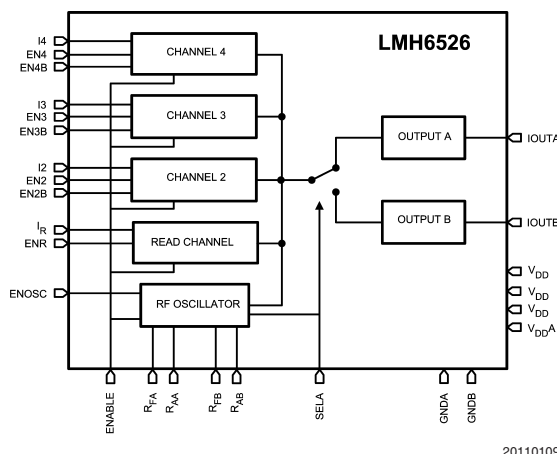 LMH6526
I4
EN4
EN4B
CHANNEL 4
I3
EN3
EN3B
CHANNEL 3
I2
EN2
EN2B
CHANNEL 2
IR
ENR
READ CHANNEL
ENOSC
RF OSCILLATOR
OUTPUT A
IOUTA
OUTPUT B
IOUTB
VDD
VDD
VDD
VDDA
ENABLE
RFA
RAA
RFB
RAB
SELA
GNDA
GNDB
20110109